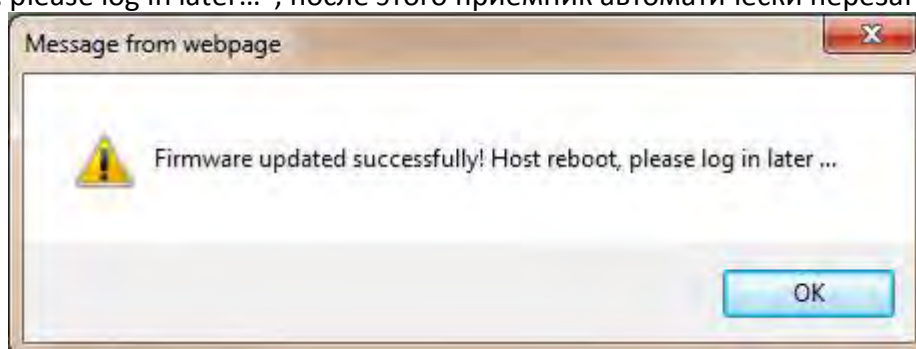 please log in later…”, после этого приемник автоматически
Message from webpage
Firmware updated successfully! Host reboot, please log in later ...
OK